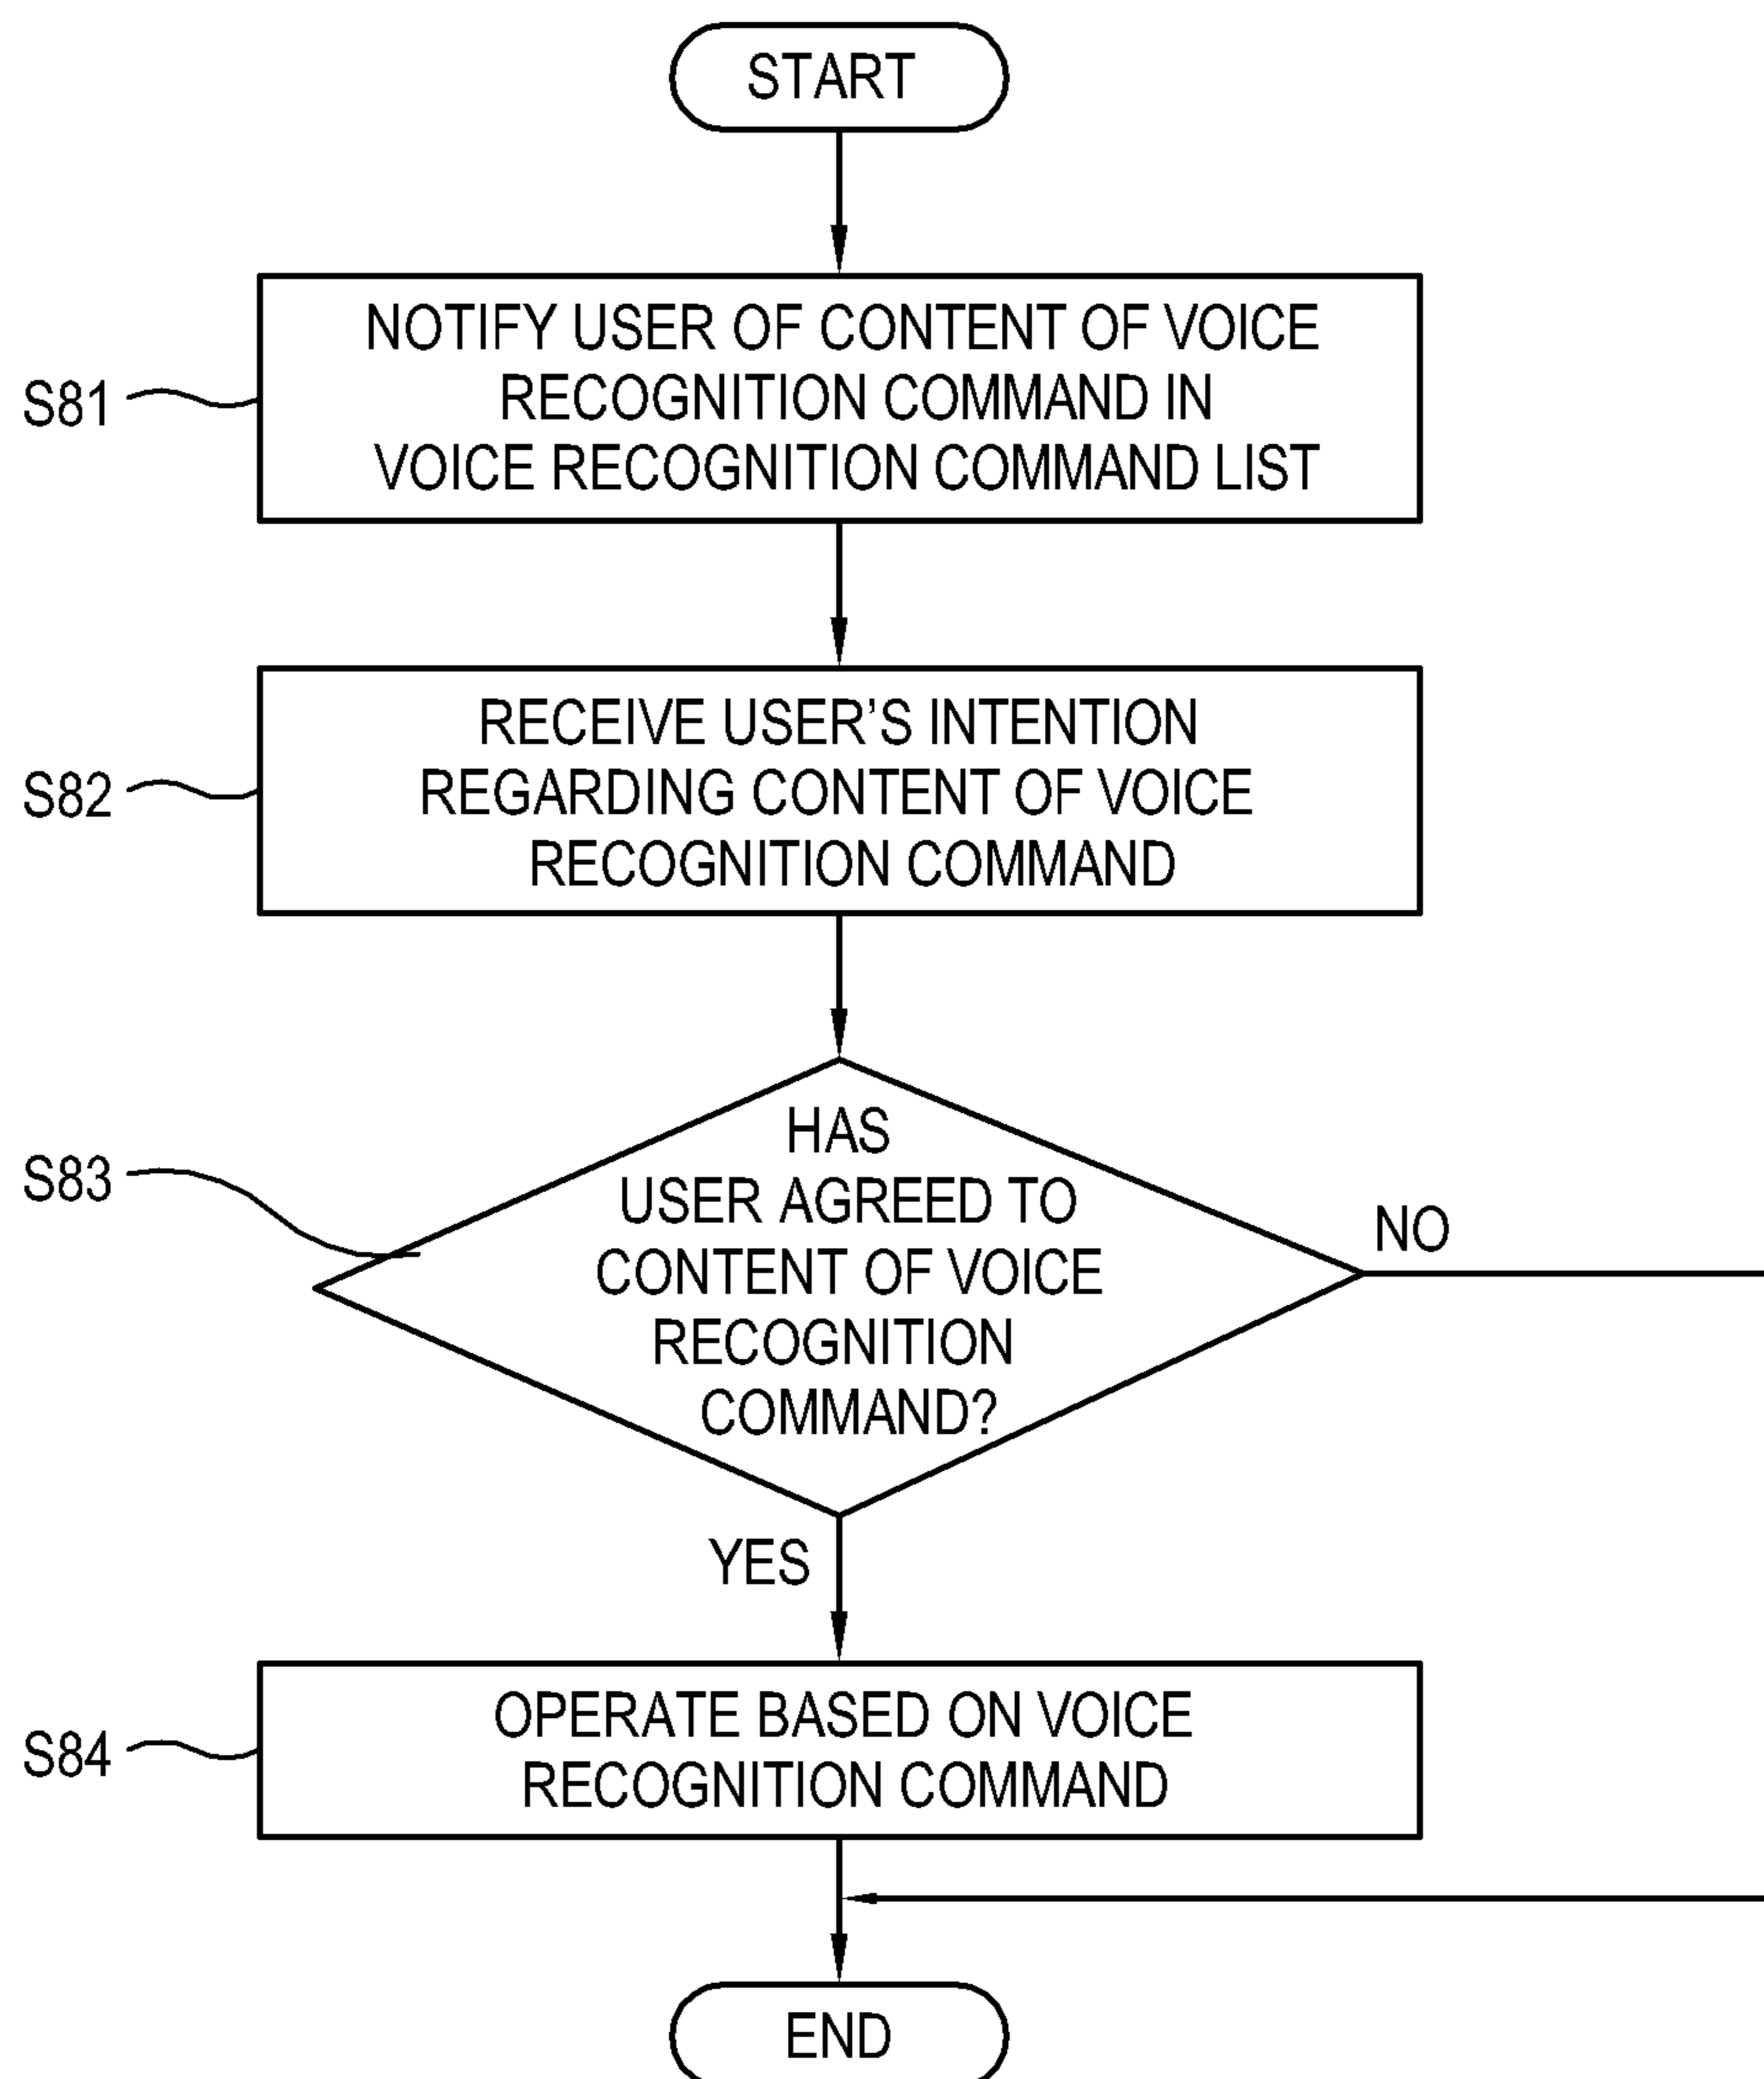 START
NOTIFY USER OF CONTENT OF VOICE
RECOGNITION COMMAND IN
VOICE RECOGNITION COMMAND LIST
S81
RECEIVE USER'S INTENTION
REGARDING CONTENT OF VOICE
RECOGNITION COMMAND
S82
HAS
USER AGREED TO
CONTENT OF VOICE
RECOGNITION
COMMAND?
S83
NO
YES
OPERATE BASED ON VOICE
RECOGNITION COMMAND
S84
END